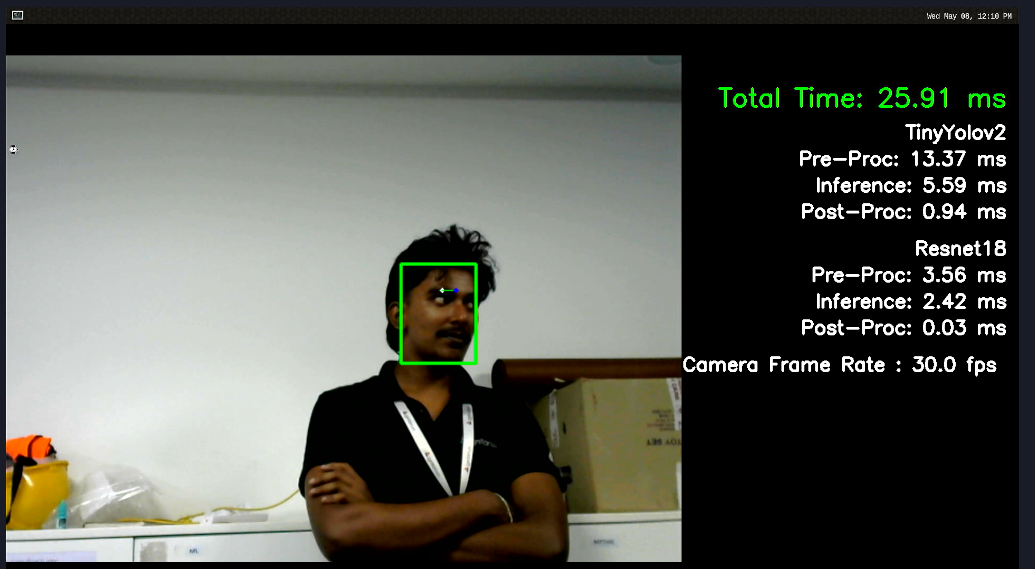 Wed May 08, 12:10 PM
Total Time: 25.91 ms
TinyYolov2
Pre-Proc: 13.37 ms
Inference: 5.59 ms
Post-Proc: 0.94 ms
Resnet18
Pre-Proc: 3.56 ms
Inference: 2.42 ms
Post-Proc: 0.03 ms
Camera Frame Rate : 30.0 fps
TOY SET